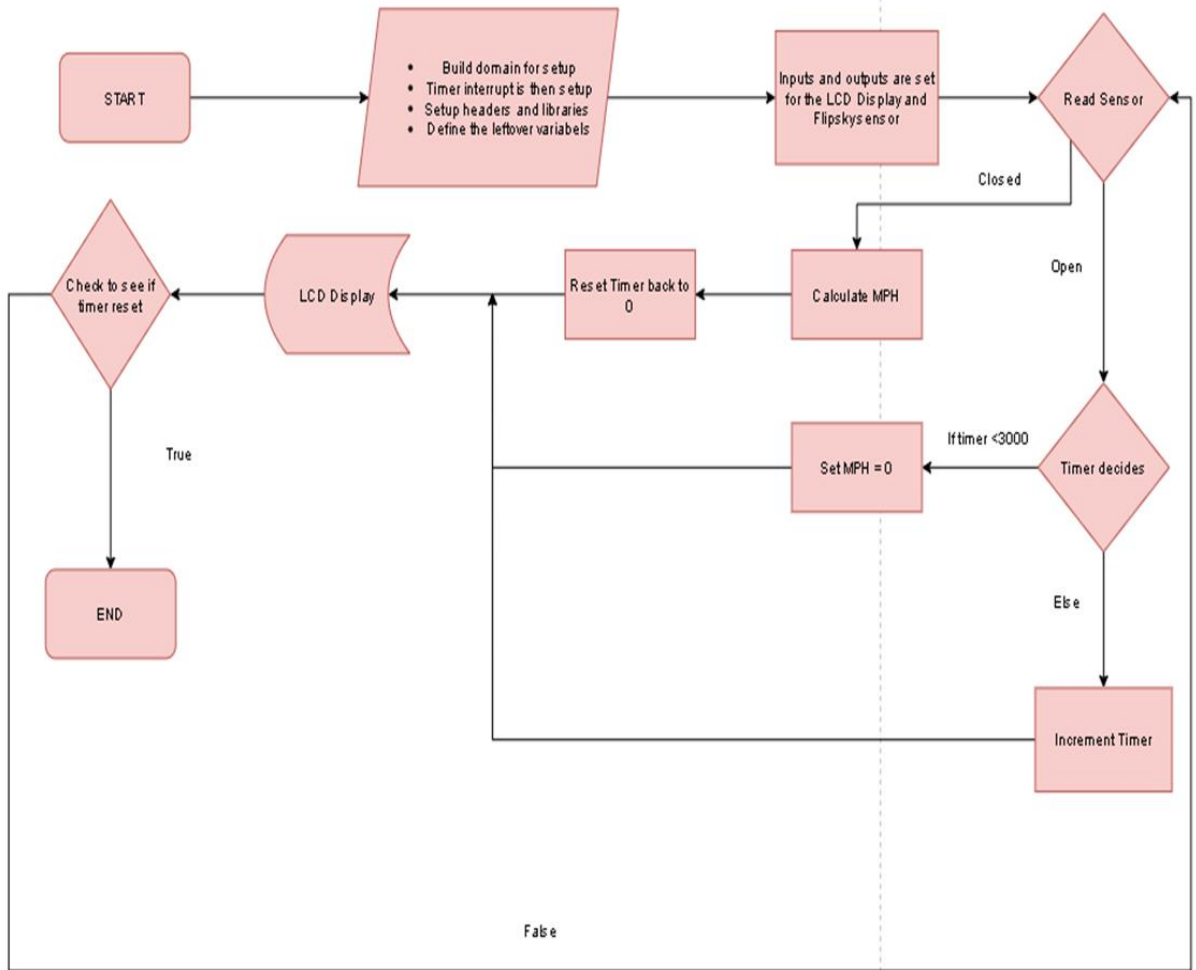 START
• Build domain for setup
• Timer interrupt is then setup
• Setup headers and libraries
• Define the leftover variabels
Inputs and outputs are set
for the LCD Display and
Flipskysensor
Read Sensor
Closed
Open
Check to see if
timer reset
LCD Display
Reset Timer back to
0
Calculate MPH
True
Set MPH = 0
If timer <3000
Timer decides
END
Else
Increment Timer
False